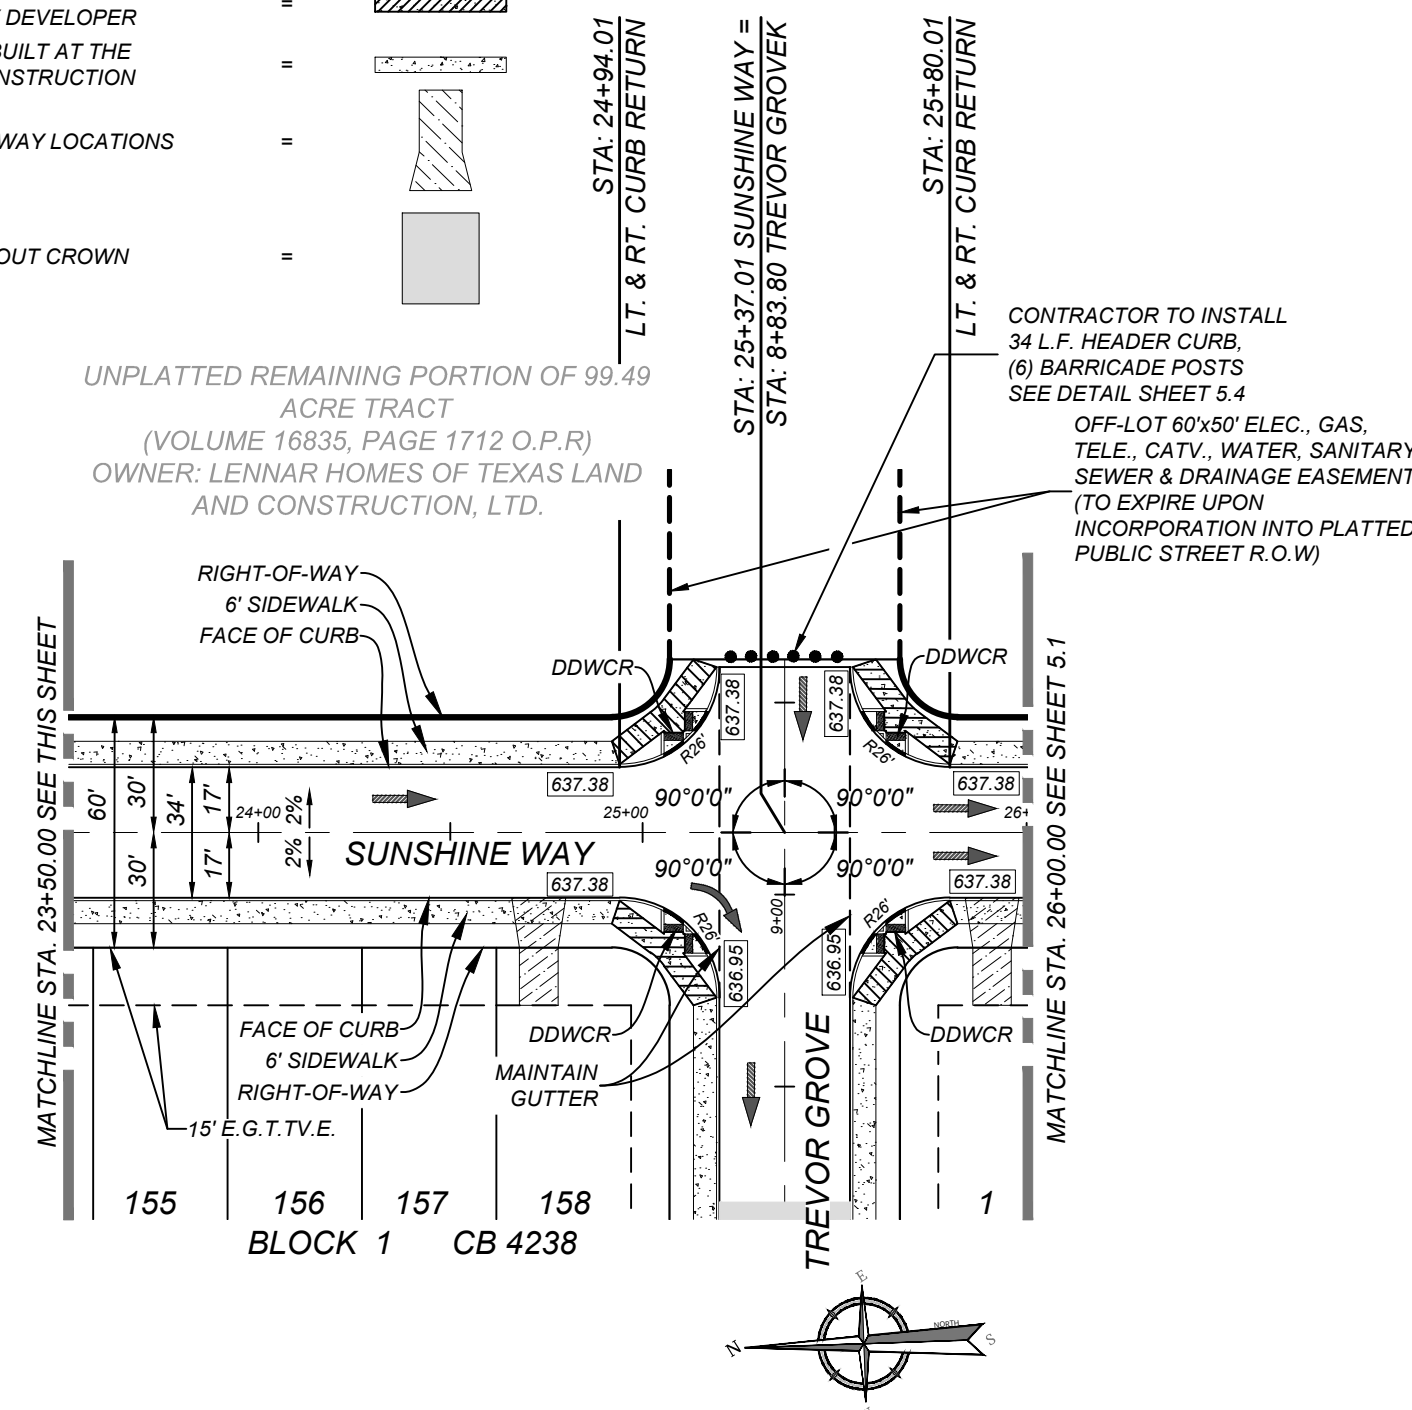 DEVELOPER
=
BUILT AT THE
NSTRUCTION
=
WAY LOCATIONS
=
OUT CROWN
=
STA: 24+94.01
LT. & RT. CURB RETURN
STA: 25+37.01 SUNSHINE WAY =
STA: 8+83.80 TREVOR GROVEK
STA: 25+80.01
LT. & RT. CURB RETURN
CONTRACTOR TO INSTALL
34 L.F. HEADER CURB,
(6) BARRICADE POSTS
SEE DETAIL SHEET 5.4
OFF-LOT 60'x50' ELEC., GAS,
TELE., CATV., WATER, SANITARY
SEWER & DRAINAGE EASEMENT
(TO EXPIRE UPON
INCORPORATION INTO PLATTED
PUBLIC STREET R.O.W)
UNPLATTED REMAINING PORTION OF 99.49
ACRE TRACT
(VOLUME 16835, PAGE 1712 O.P.R)
OWNER: LENNAR HOMES OF TEXAS LAND
AND CONSTRUCTION, LTD.
RIGHT-OF-WAY
6' SIDEWALK
FACE OF CURB
DDWCR
DDWCR
MATCHLINE STA. 23+50.00 SEE THIS SHEET
MATCHLINE STA. 26+00.00 SEE SHEET 5.1
637.38
637.38
R26'
R26'
637.38
637.38
60'
30'
30'
34'
17'
17'
24+00
2%
2%
25+00
26+
90°0'0"
90°0'0"
90°0'0"
90°0'0"
SUNSHINE WAY
637.38
637.38
R26'
R26'
9+00
636.95
636.95
FACE OF CURB
6' SIDEWALK
RIGHT-OF-WAY
15' E.G.T.TV.E.
DDWCR
MAINTAIN
GUTTER
DDWCR
TREVOR GROVE
155
156
157
158
1
BLOCK 1
CB 4238
E
N
NORTH
S